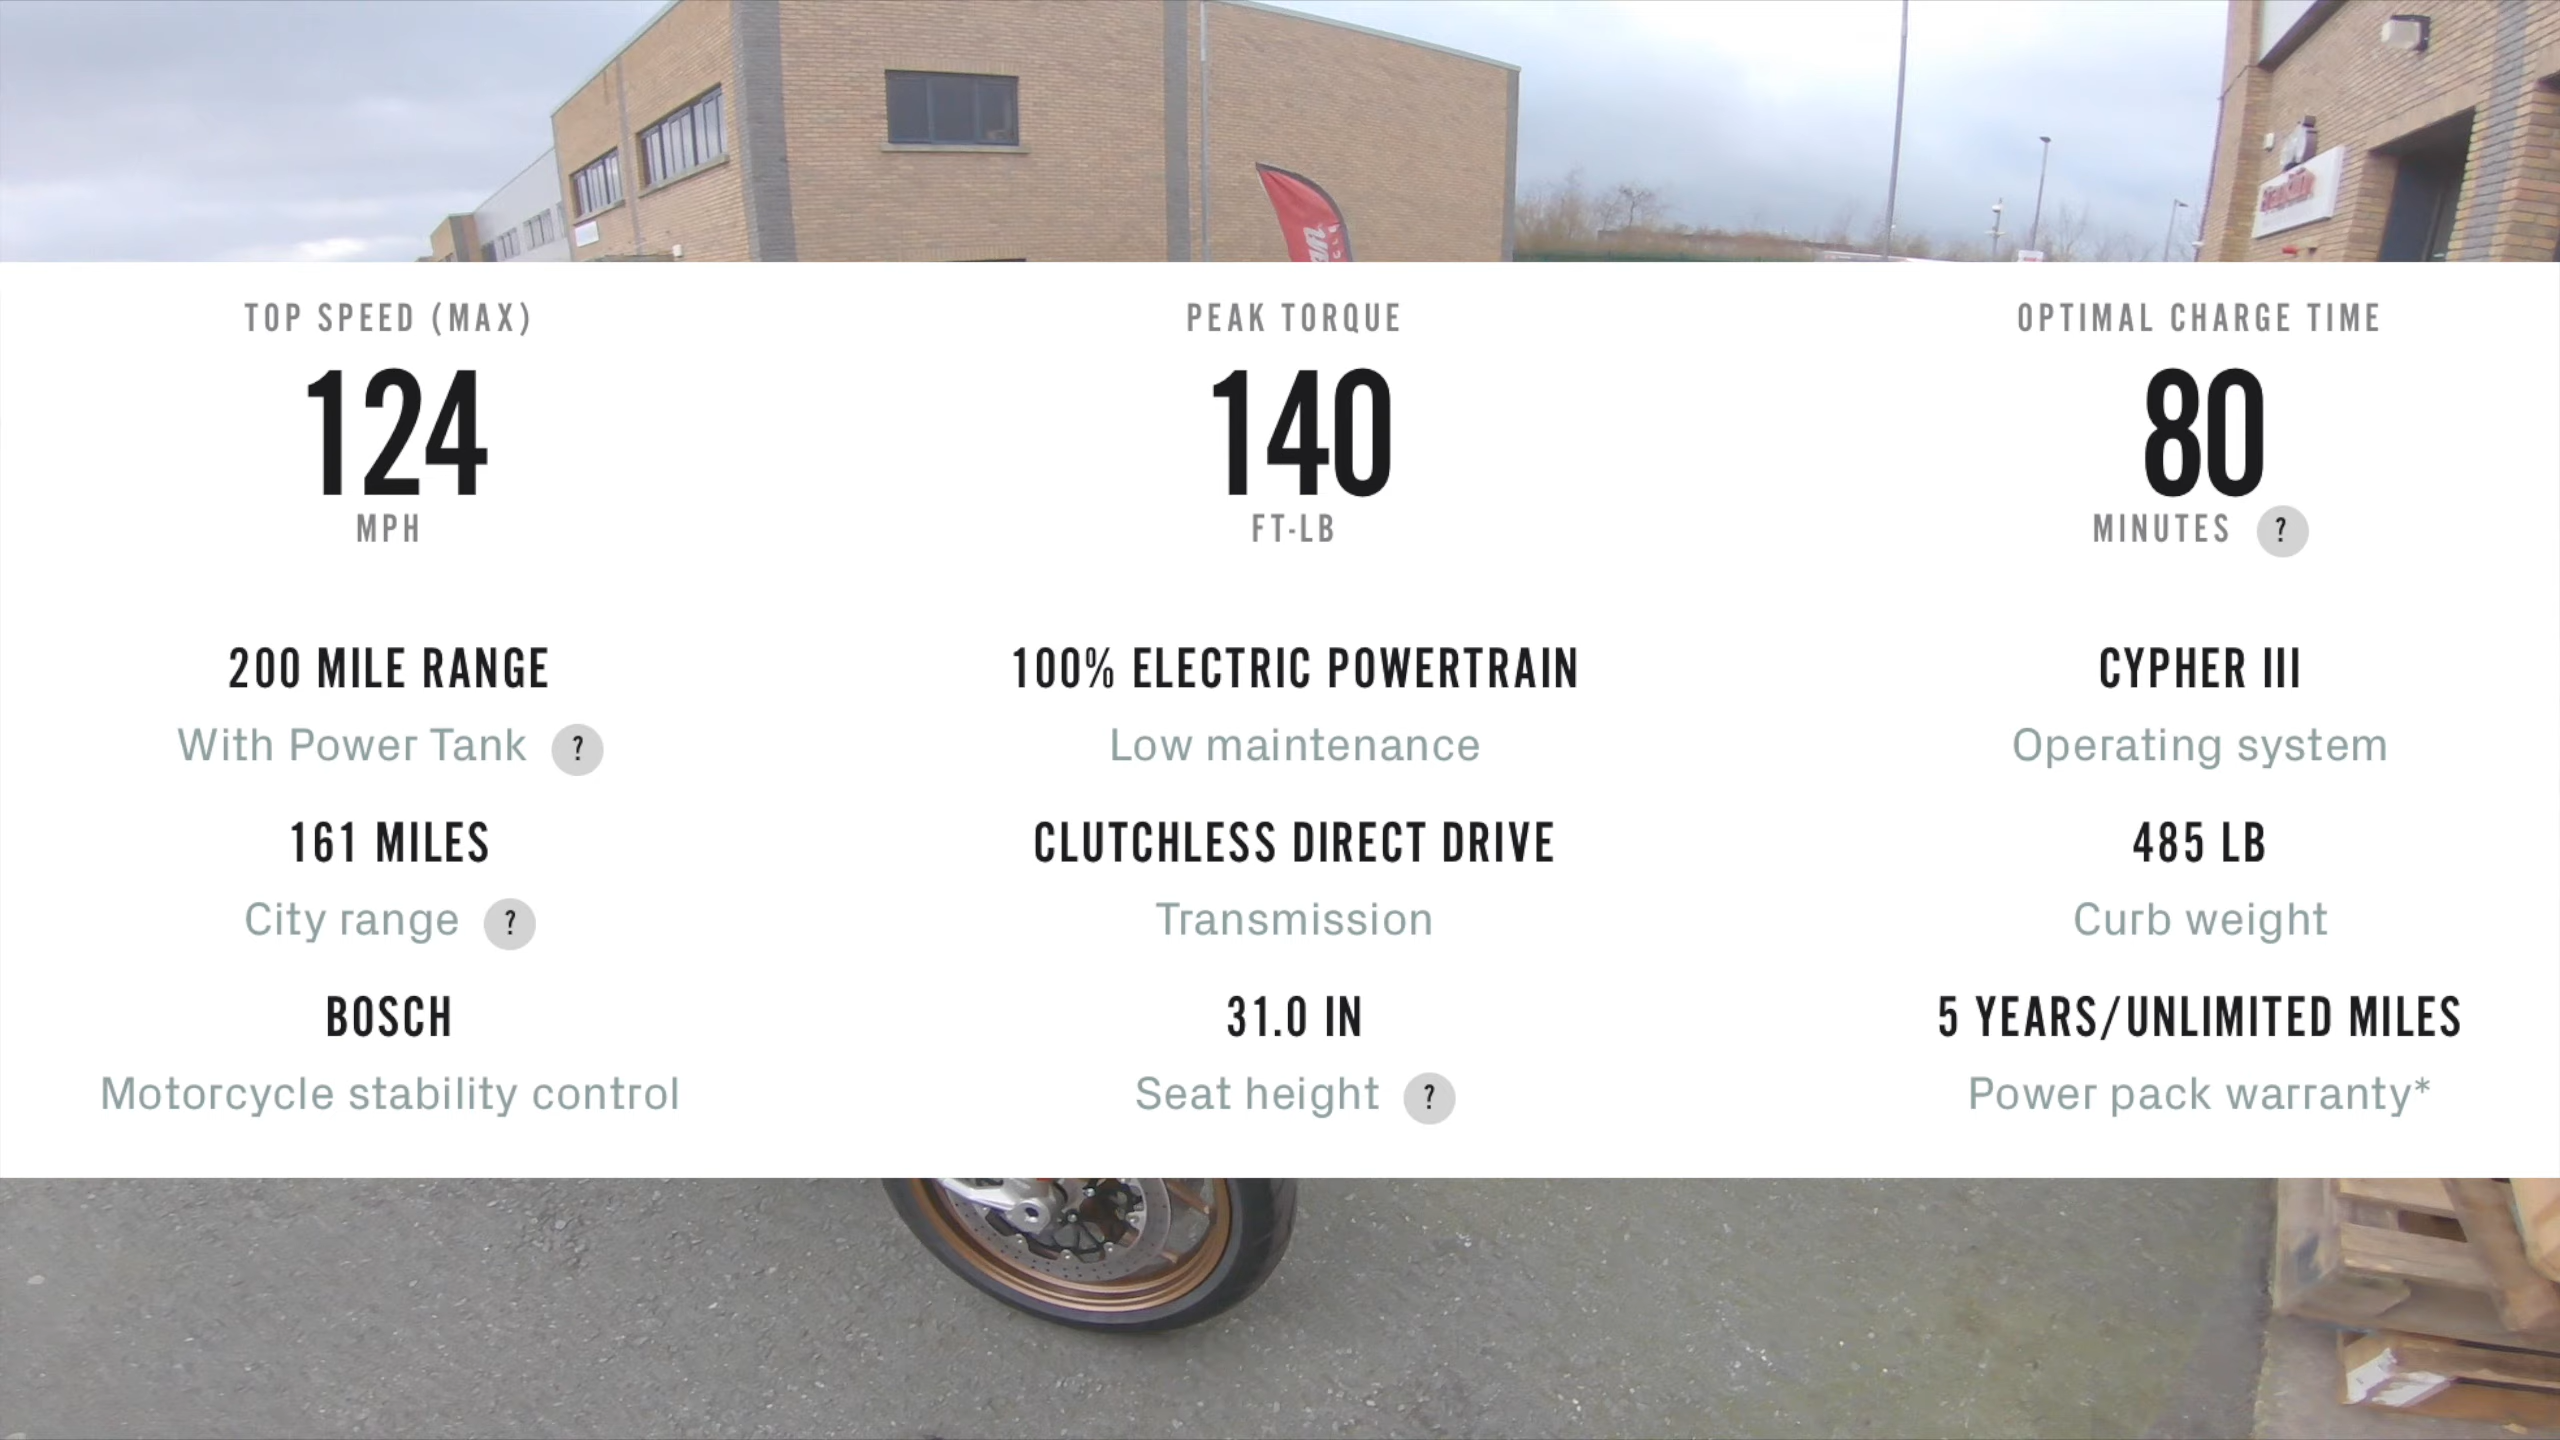 TOP SPEED (MAX)
124
MPH
200 MILE RANGE
With Power Tank ?
161 MILES
City range ?
BOSCH
Motorcycle stability control
PEAK TORQUE
140
FT-LB
100% ELECTRIC POWERTRAIN
Low maintenance
CLUTCHLESS DIRECT DRIVE
Transmission
31.0 IN
Seat height ?
OPTIMAL CHARGE TIME
80
MINUTES ?
CYPHER III
Operating system
485 LB
Curb weight
5 YEARS/UNLIMITED MILES
Power pack warranty*